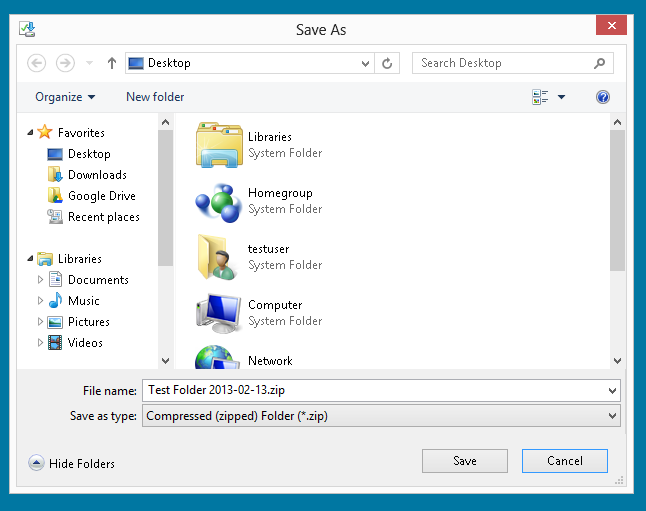 Save As
Desktop
Search Desktop
Organize
New folder
Favorites
Desktop
Downloads
Google Drive
Recent places
Libraries
Documents
Music
Pictures
Videos
Libraries
System Folder
Homegroup
System Folder
testuser
System Folder
Computer
System Folder
Network
File name: Test Folder 2013-02-13.zip
Save as type: Compressed (zipped) Folder (*.zip)
Hide Folders
Save
Cancel